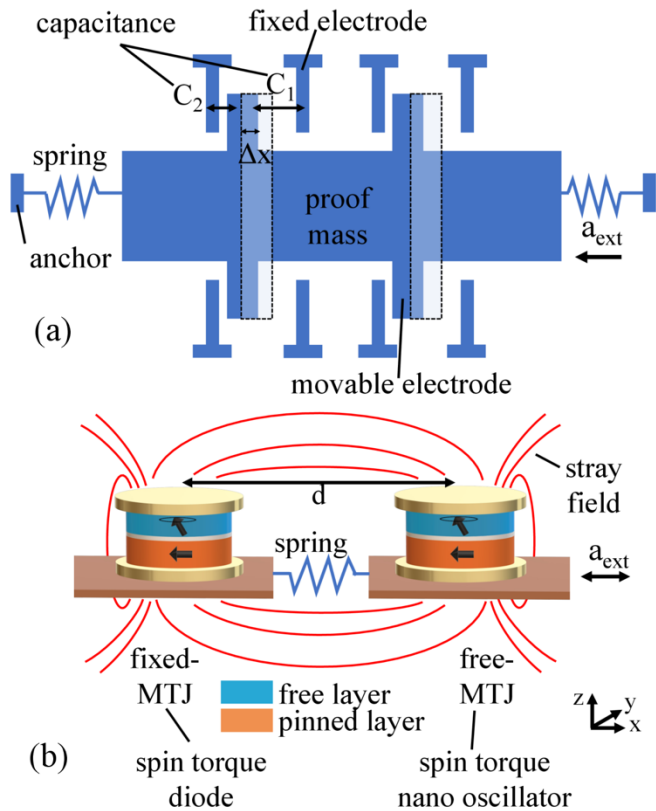 capacitance
fixed electrode
C2
C1
Δx
spring
proof
mass
aext
anchor
(a)
movable electrode
d
stray
field
spring
aext
fixed-
MTJ
free-
MTJ
free layer
pinned layer
z
y
x
(b)
spin torque
diode
spin torque
nano oscillator